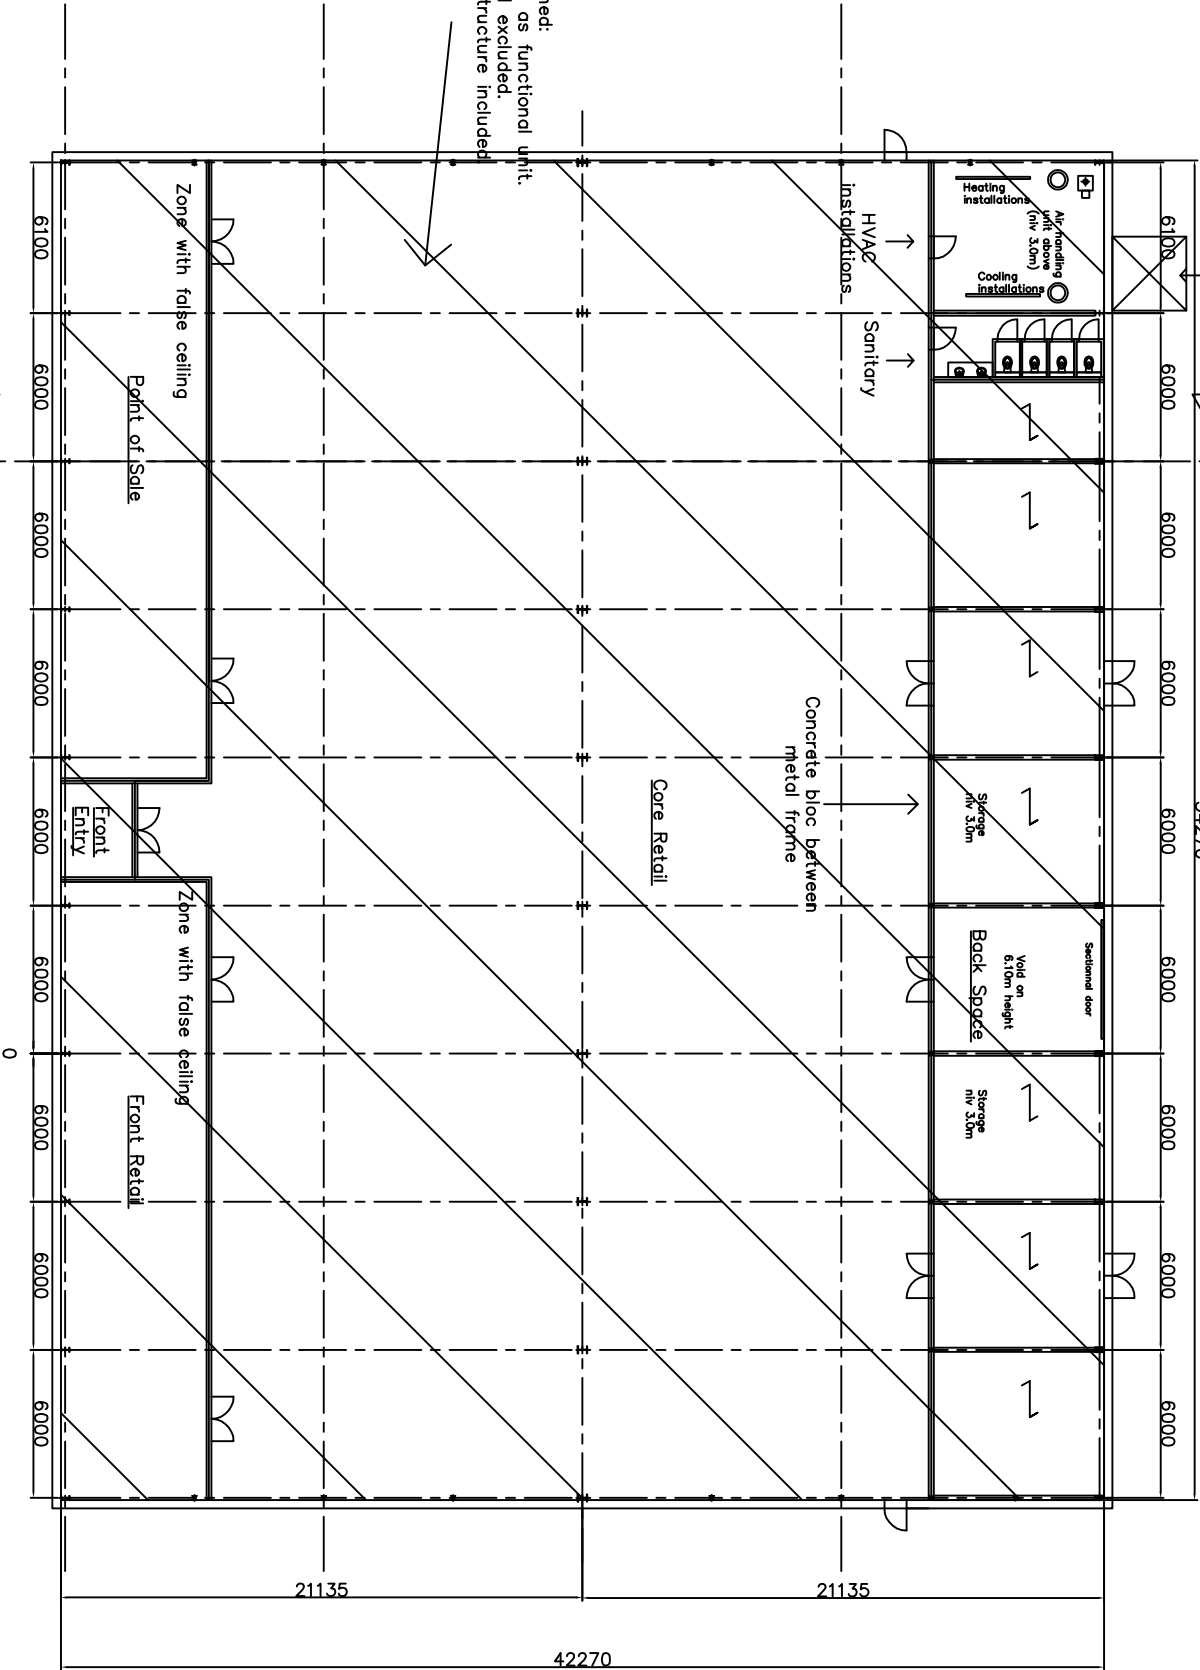 ned:
as functional unit.
excluded.
tructure included
6100
6000
6000
6000
6000
6000
6000
6000
6000
Heating
installations
Air handling
unit above
(niv 3.0m)
Cooling
installations
HVAC
installations
Sanitary
Storage
niv 3.0m
Sectionnal door
Void on
6.10m height
Back Space
Storage
niv 3.0m
Concrete bloc between
metal frame
Core Retail
Zone with false ceiling
Point of Sale
Front
Entry
Zone with false ceiling
Front Retail
6100
6000
6000
6000
6000
6000
6000
6000
6000
0
21135
21135
42270